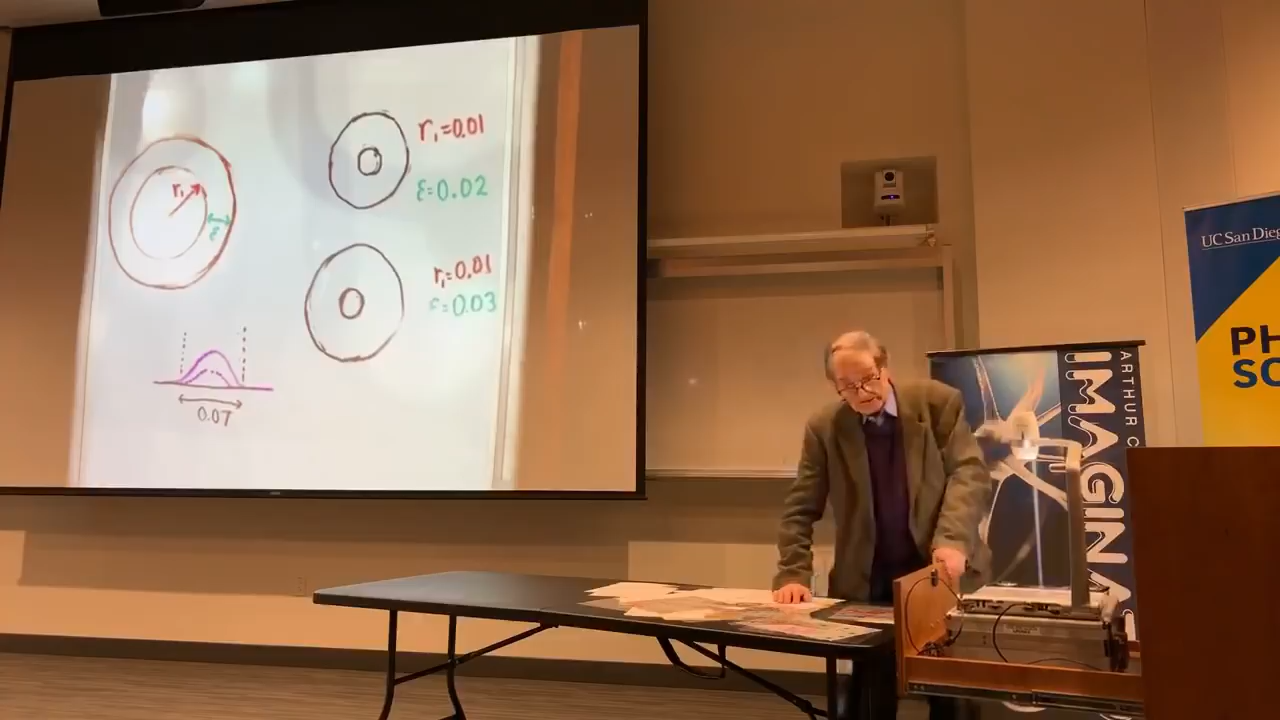 r₁
ε
0.07
r₁=0.01
ε=0.02
r₁=0.01
ε=0.03
ARTHUR C
IMAGINA
UC San Dieg
PH
SC